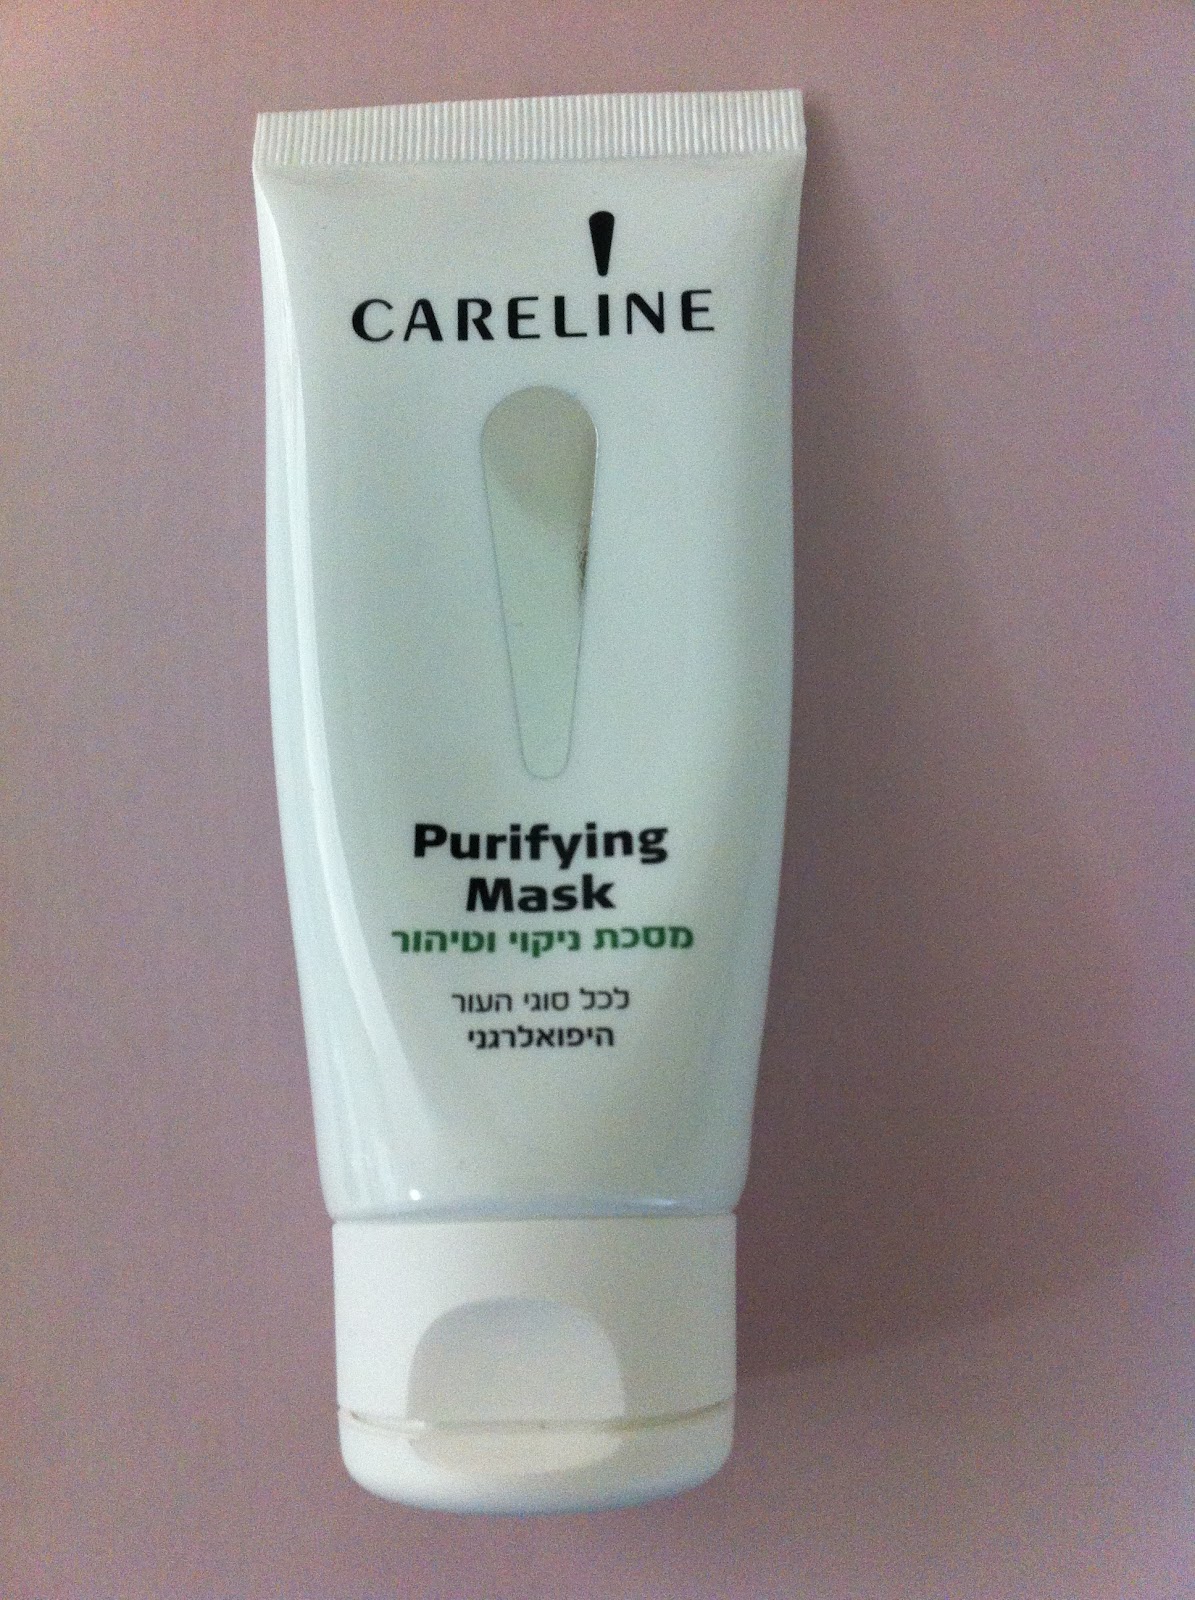 CARELINE
Purifying
Mask
מסכת ניקוי וטיהור
לכל סוגי העור
היפואלרגני